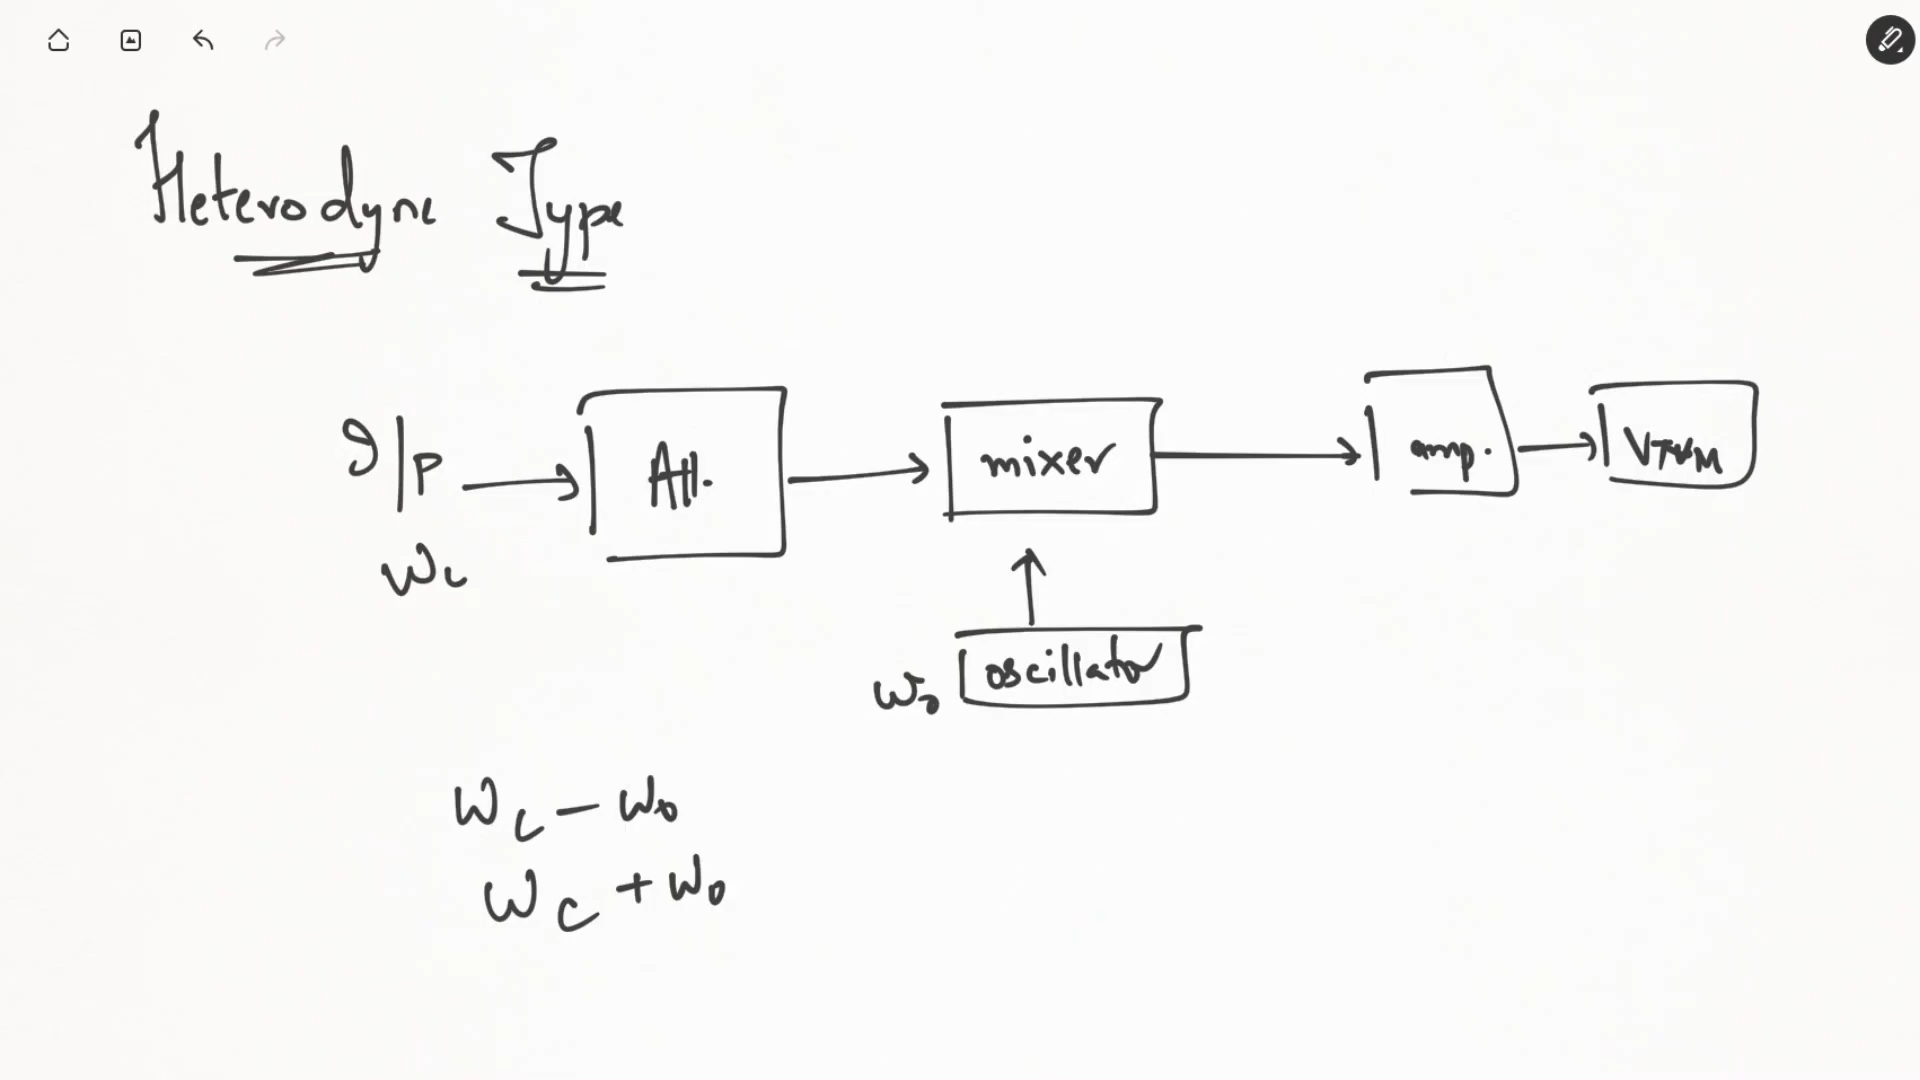 Heterodyne Type
I/P
Att.
mixer
amp.
VTVM
Wc
oscillator
Wo
Wc - Wo
Wc + Wo